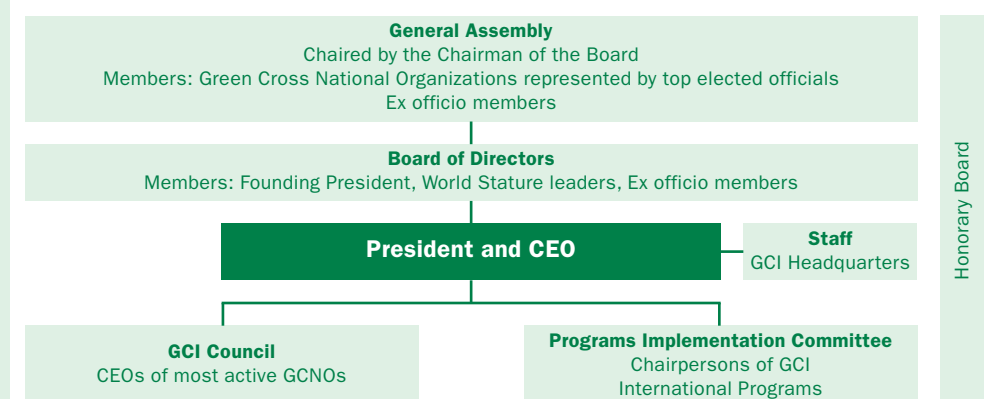 General Assembly
Chaired by the Chairman of the Board
Members: Green Cross National Organizations represented by top elected officials
Ex officio members
Board of Directors
Members: Founding President, World Stature leaders, Ex officio members
President and CEO
Staff
GCI Headquarters
GCI Council
CEOs of most active GCNOs
Programs Implementation Committee
Chairpersons of GCI
International Programs
Honorary Board